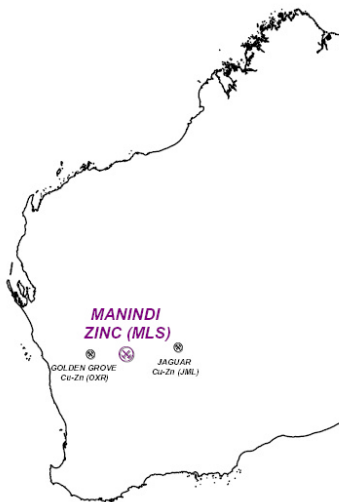 MANINDI
ZINC (MLS)
GOLDEN GROVE
Cu-Zn (OXR)
JAGUAR
Cu-Zn (JML)